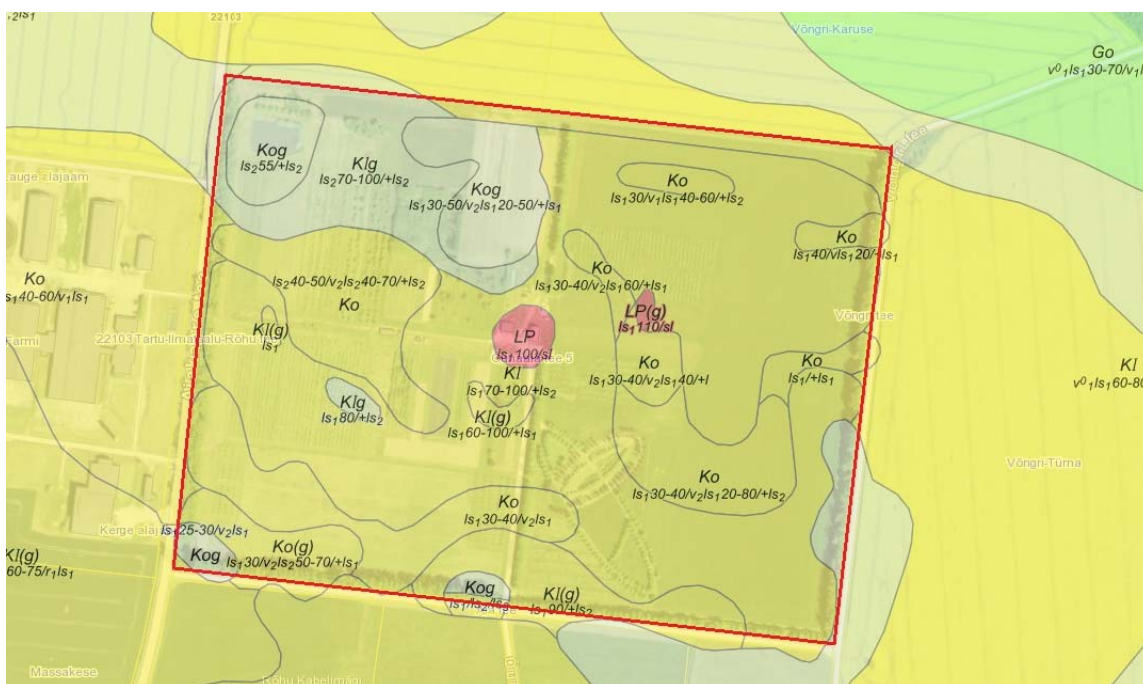 22103
2ls1
Võngri-Karuse
Go
v⁰1ls130-70/v1l
Kog
ls255/+ls2
Klg
ls270-100/+ls2
Kog
ls130-50/v2ls120-50/+ls1
Ko
ls130/v1ls140-60/+ls2
Ko
ls140/vls120/+ls1
Lauge alajaam
Ko
s140-60/v1ls1
Farmi
ls240-50/v2ls240-70/+ls2
Ko
Ko
ls130-40/v2ls160/+ls1
LP(g)
ls1110/sl
Võngri tee
Kl(g)
ls1
22103 Tartu-Ilmatsalu-Rõhu tee
LP
ls1100/sl
Kl
ls170-100/+ls2
Kl(g)
ls160-100/+ls1
Klg
ls180/+ls2
Ko
ls130-40/v2ls140/+l
Ko
ls1/+ls1
Kl
v⁰1ls160-80
Võngri-Türna
Ko
ls130-40/v2ls120-80/+ls2
Ko
ls130-40/v2ls1
ls125-30/v2ls1
Kog
Ko(g)
ls130/v2ls250-70/+ls1
Kl(g)
60-75/r1ls1
Kog
Kl(g)
ls190/+ls2
Massakese
Rõhu Kabelimägi